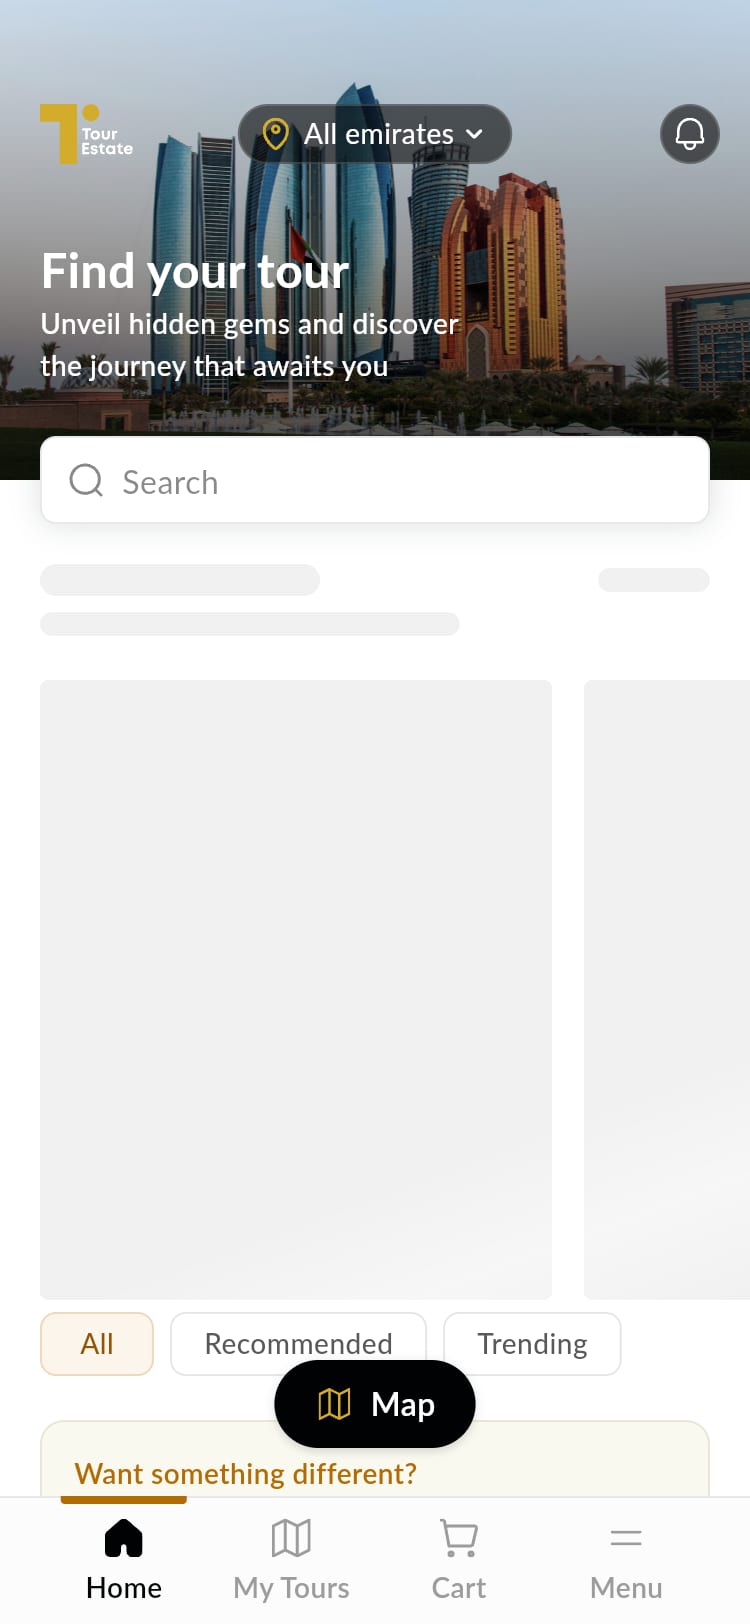 Tour
Estate
All emirates
Find your tour
Unveil hidden gems and discover
the journey that awaits you
Search
All
Recommended
Trending
Map
Want something different?
Home
My Tours
Cart
Menu